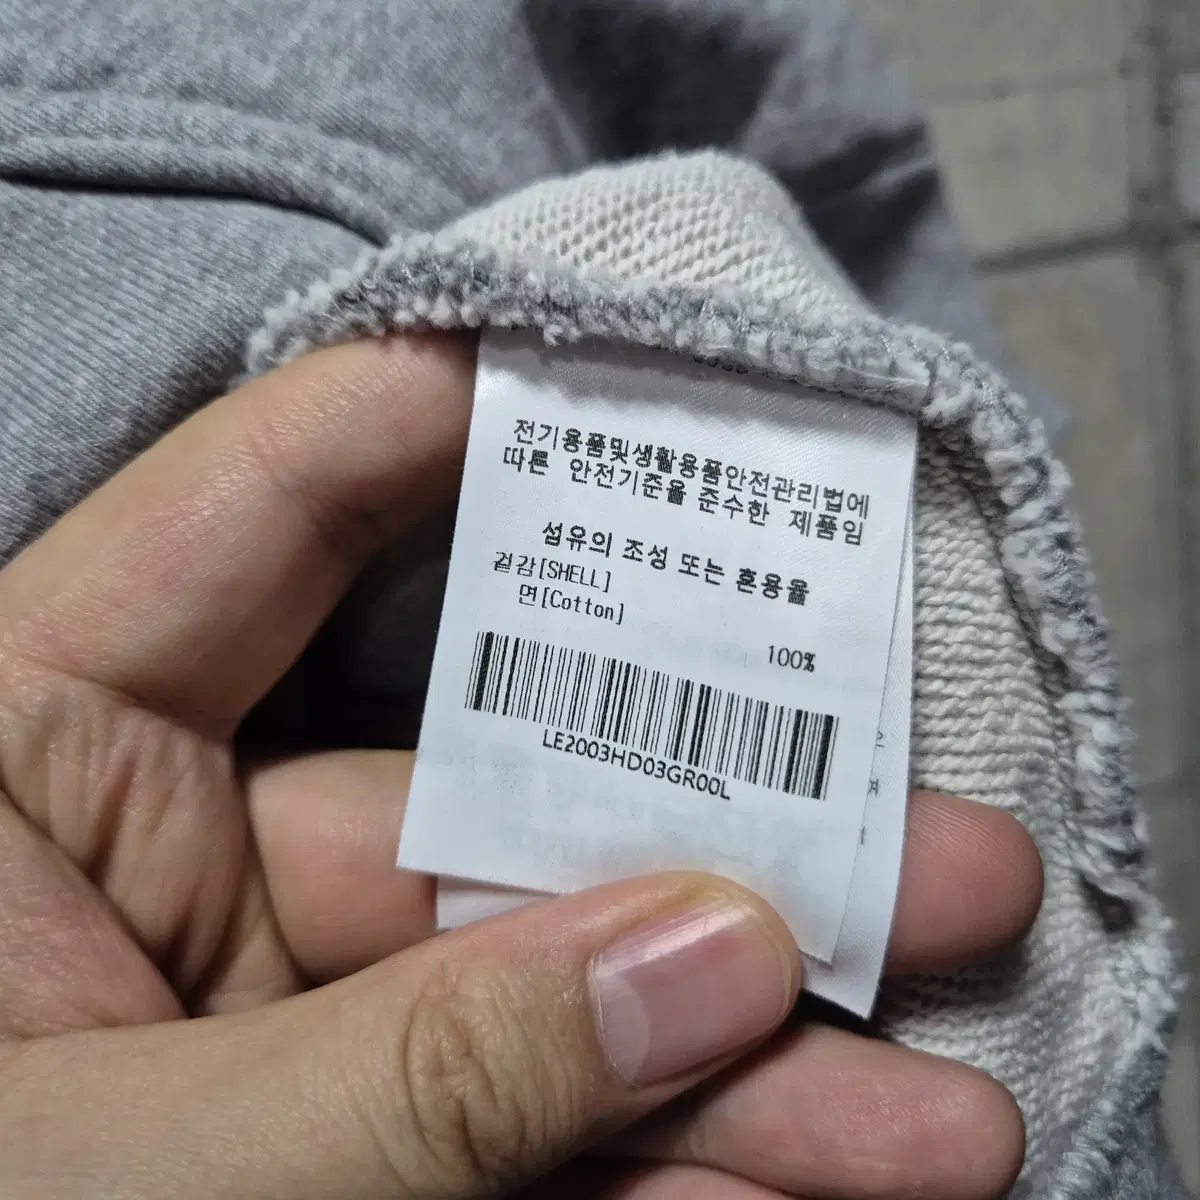 전기용품및생활용품안전관리법에
따른 안전기준을 준수한 제품임
섬유의 조성 또는 혼용율
겉감[SHELL]
면[Cotton]
100%
LE2003HD03GR00L